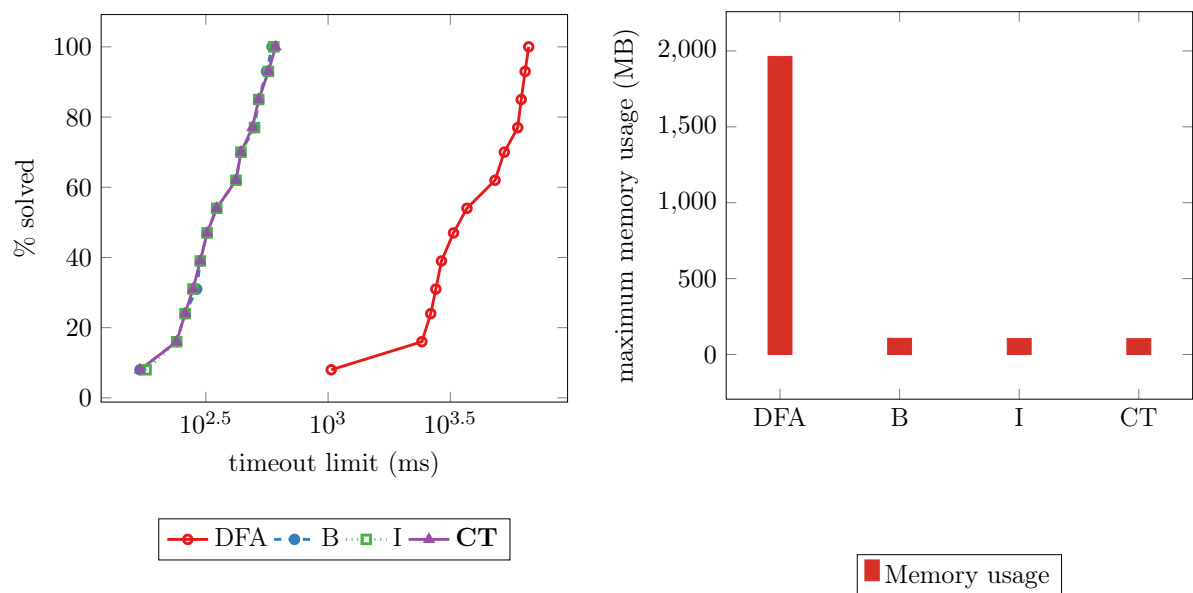 % solved
100
80
60
40
20
0
10^2.5
10^3
10^3.5
timeout limit (ms)
DFA
B
I
CT
maximum memory usage (MB)
2,000
1,500
1,000
500
0
DFA
B
I
CT
Memory usage